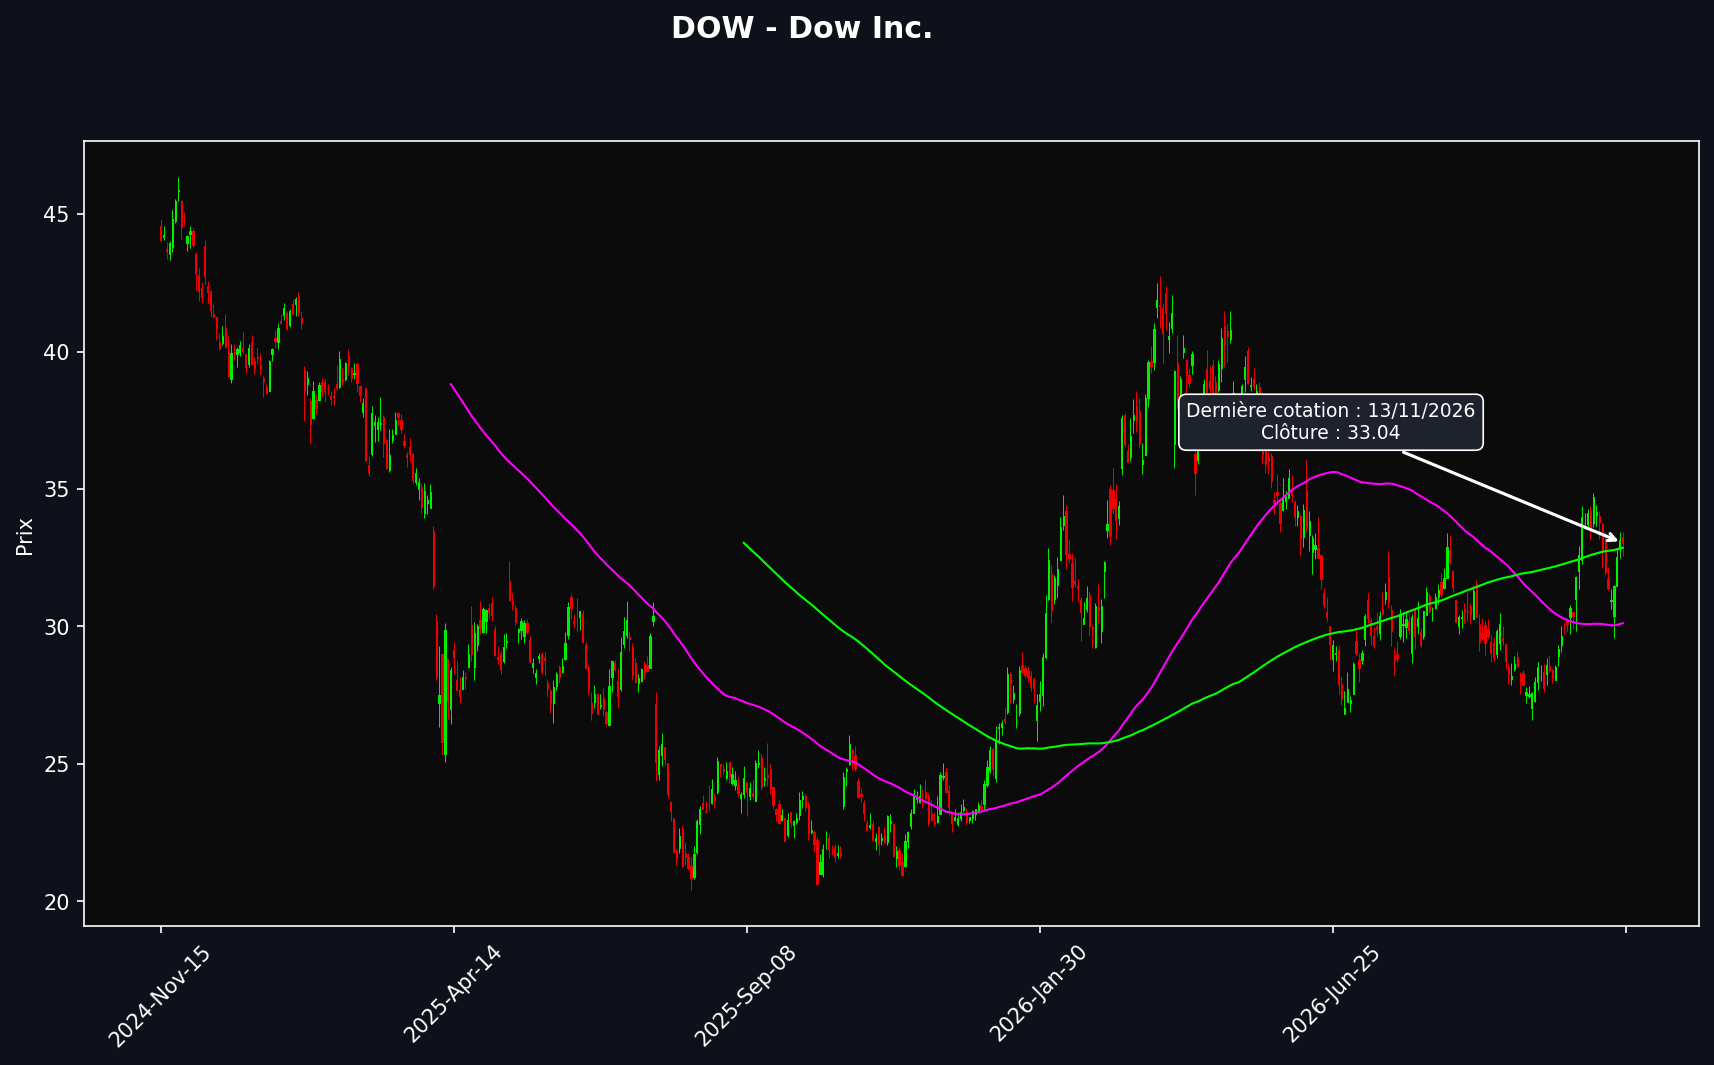 DOW - Dow Inc.
Prix
45
40
35
30
25
20
Dernière cotation : 13/11/2026
Clôture : 33.04
2024-Nov-15
2025-Apr-14
2025-Sep-08
2026-Jan-30
2026-Jun-25